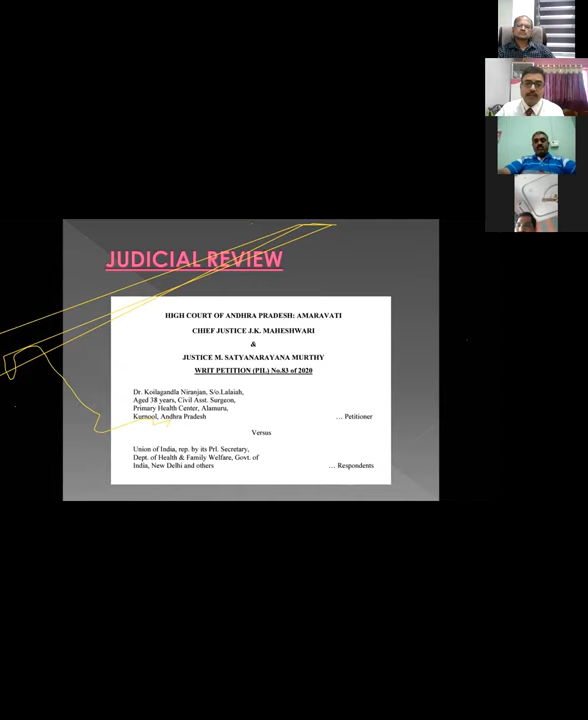 JUDICIAL REVIEW
HIGH COURT OF ANDHRA PRADESH: AMARAVATI
CHIEF JUSTICE J.K. MAHESHWARI
&
JUSTICE M. SATYANARAYANA MURTHY
WRIT PETITION (PIL) No.83 of 2020
Dr. Koilagandla Niranjan, S/o.Lalaiah,
Aged 38 years, Civil Asst. Surgeon,
Primary Health Center, Alamuru,
Kurnool, Andhra Pradesh ... Petitioner
Versus
Union of India, rep. by its Prl. Secretary,
Dept. of Health & Family Welfare, Govt. of
India, New Delhi and others ... Respondents